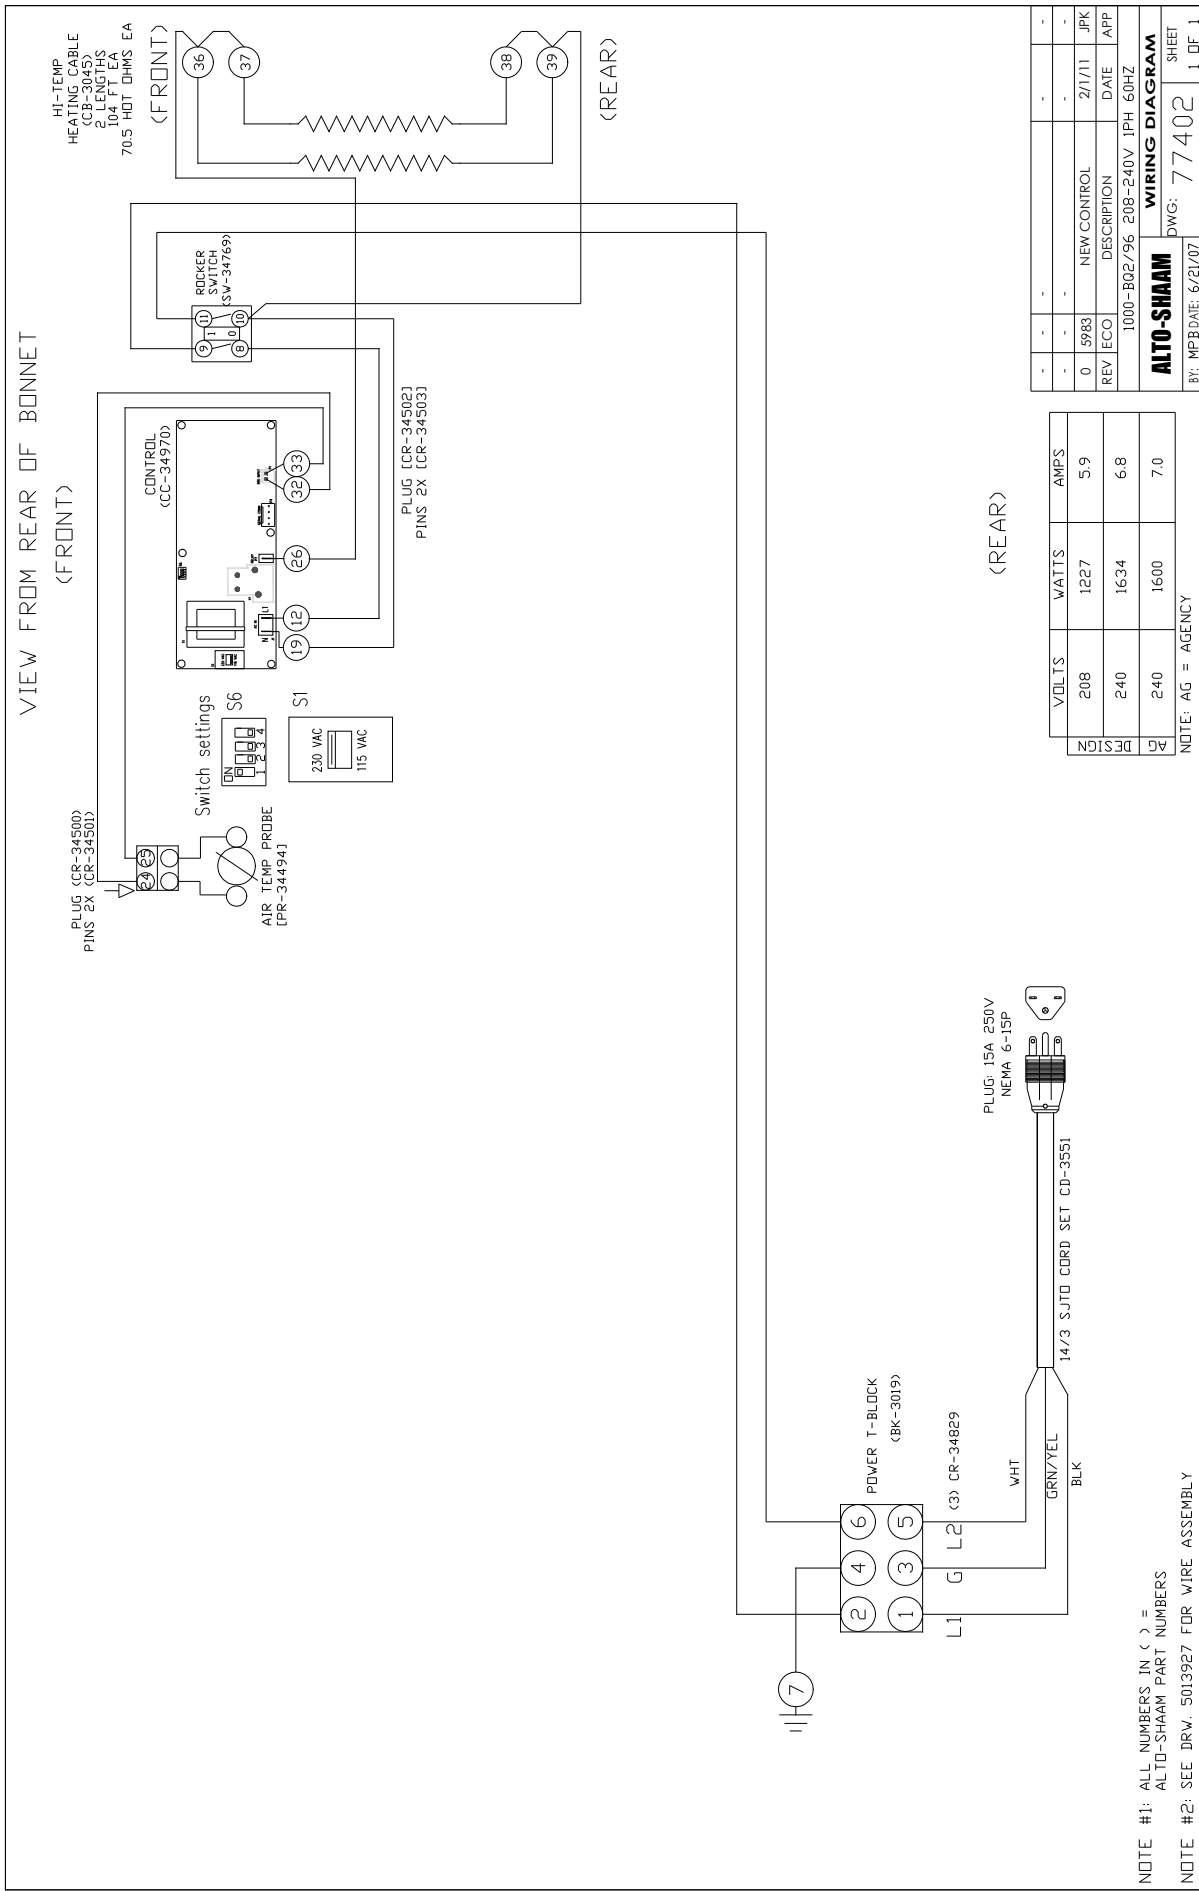 VIEW FROM REAR OF BONNET
(FRONT)
HI-TEMP
HEATING CABLE
(CB-3045)
2 LENGTHS
104 FT EA
70.5 HOT OHMS EA
(FRONT)
36
37
38
39
(REAR)
ROCKER
SWITCH
(SW-34769)
11
10
1
0
9
8
CONTROL
(CC-34970)
N
L1
19
12
26
32
33
PLUG [CR-34502]
PINS 2X [CR-34503]
Switch settings
S6
ON
1 2 3 4
S1
230 VAC
115 VAC
PLUG (CR-34500)
PINS 2X (CR-34501)
24 25
AIR TEMP PROBE
[PR-34494]
(REAR)
PLUG: 15A 250V
NEMA 6-15P
14/3 SJTO CORD SET CD-3551
POWER T-BLOCK
(BK-3019)
2 4 6
1 3 5
L1 G L2 (3) CR-34829
7
WHT
GRN/YEL
BLK
VOLTS WATTS AMPS
DESIGN
208 1227 5.9
240 1634 6.8
AG 240 1600 7.0
NOTE: AG = AGENCY
NOTE #1: ALL NUMBERS IN ( ) =
ALTO-SHAAM PART NUMBERS
NOTE #2: SEE DRW. 5013927 FOR WIRE ASSEMBLY
- - - - -
- - - - -
0 5983 NEW CONTROL 2/1/11 JPK
REV ECO DESCRIPTION DATE APP
1000-BQ2/96 208-240V 1PH 60HZ
ALTO-SHAAM
WIRING DIAGRAM
BY: MPB DATE: 6/21/07
DWG: 77402
SHEET
1 OF 1